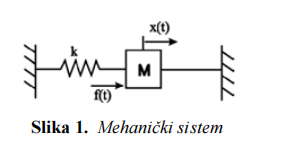 x(t)
k
M
f(t)
Slika 1. Mehanički sistem